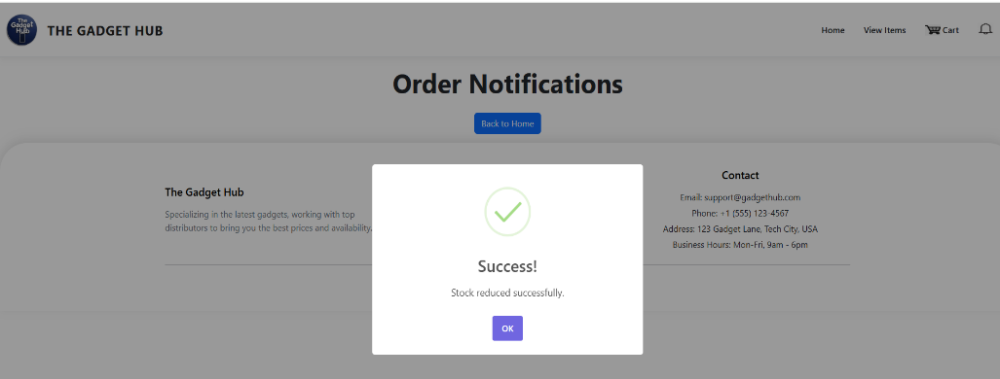 The
Gadget
Hub
THE GADGET HUB
Home
View Items
Cart
Order Notifications
Back to Home
The Gadget Hub
Specializing in the latest gadgets, working with top
distributors to bring you the best prices and availability.
Success!
Stock reduced successfully.
OK
Contact
Email: support@gadgethub.com
Phone: +1 (555) 123-4567
Address: 123 Gadget Lane, Tech City, USA
Business Hours: Mon-Fri, 9am - 6pm